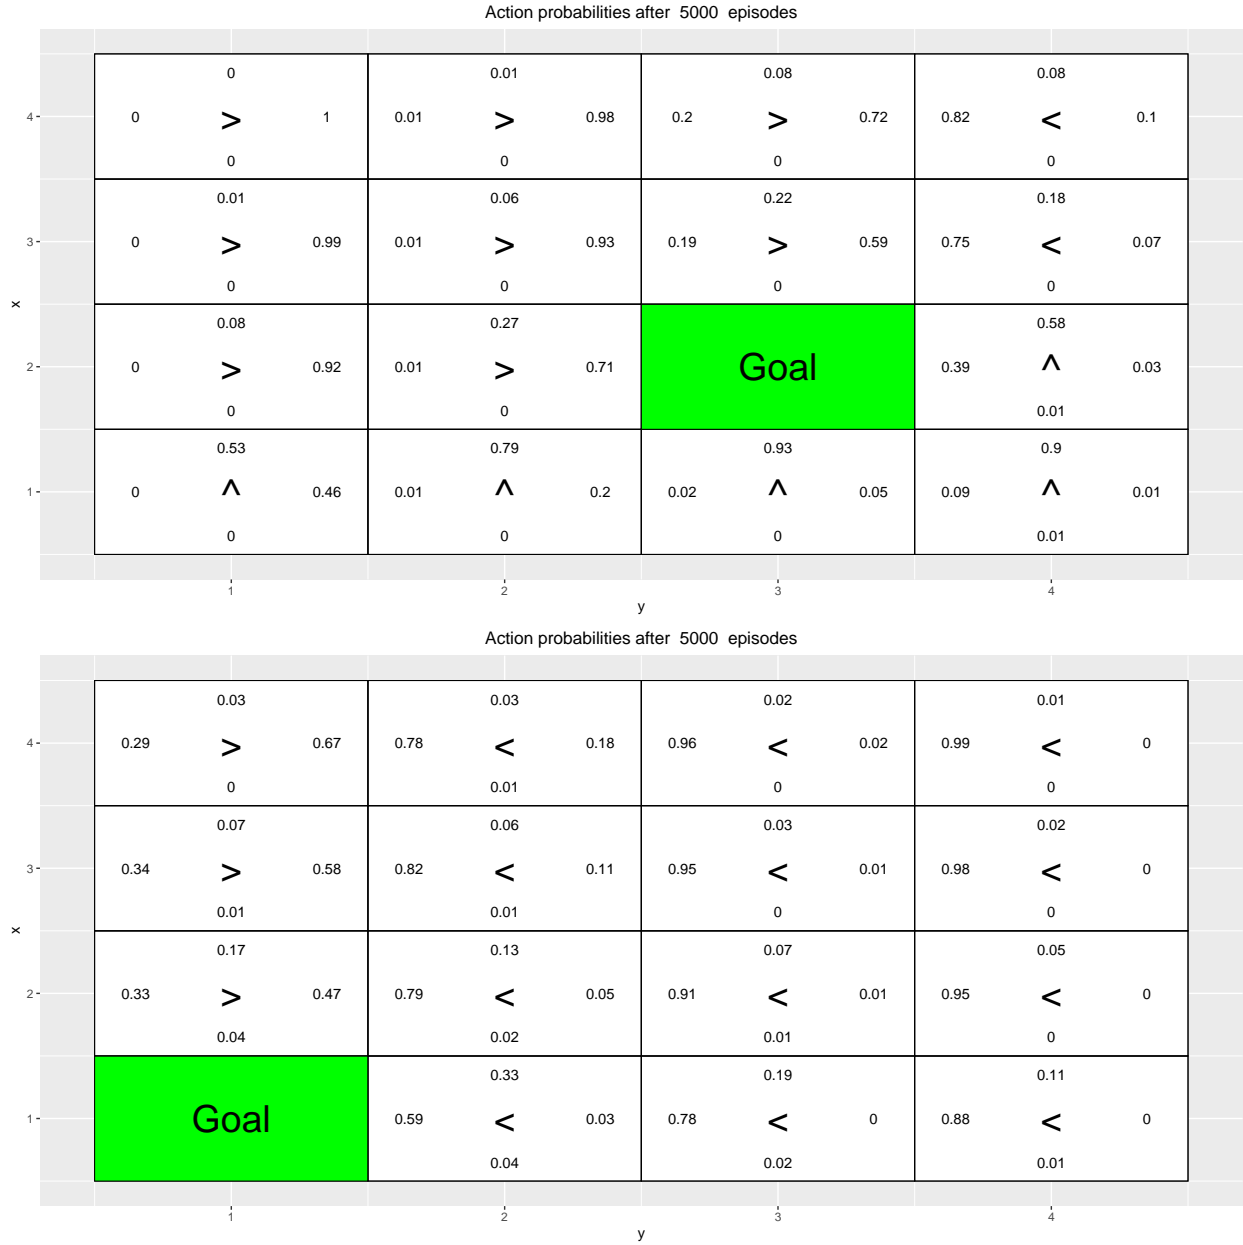 Action probabilities after 5000 episodes
0 0.01 0.08 0.08
4 0 > 1 0.01 > 0.98 0.2 > 0.72 0.82 < 0.1
0 0 0 0
0.01 0.06 0.22 0.18
3 0 > 0.99 0.01 > 0.93 0.19 > 0.59 0.75 < 0.07
0 0 0 0
x
0.08 0.27 0.58
2 0 > 0.92 0.01 > 0.71 Goal 0.39 ^ 0.03
0 0 0.01
0.53 0.79 0.93 0.9
1 0 ^ 0.46 0.01 ^ 0.2 0.02 ^ 0.05 0.09 ^ 0.01
0 0 0 0.01
1 2 3 4
y
Action probabilities after 5000 episodes
0.03 0.03 0.02 0.01
4 0.29 > 0.67 0.78 < 0.18 0.96 < 0.02 0.99 < 0
0 0.01 0 0
0.07 0.06 0.03 0.02
3 0.34 > 0.58 0.82 < 0.11 0.95 < 0.01 0.98 < 0
0.01 0.01 0 0
x
0.17 0.13 0.07 0.05
2 0.33 > 0.47 0.79 < 0.05 0.91 < 0.01 0.95 < 0
0.04 0.02 0.01 0
0.33 0.19 0.11
1 Goal 0.59 < 0.03 0.78 < 0 0.88 < 0
0.04 0.02 0.01
1 2 3 4
y